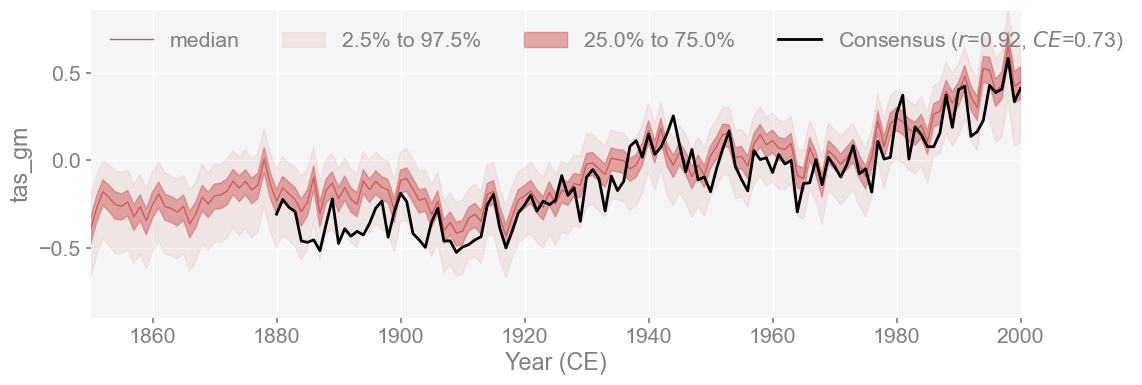 median 2.5% to 97.5% 25.0% to 75.0% Consensus (r=0.92, CE=0.73)
0.5
0.0
−0.5
tas_gm
1860 1880 1900 1920 1940 1960 1980 2000
Year (CE)